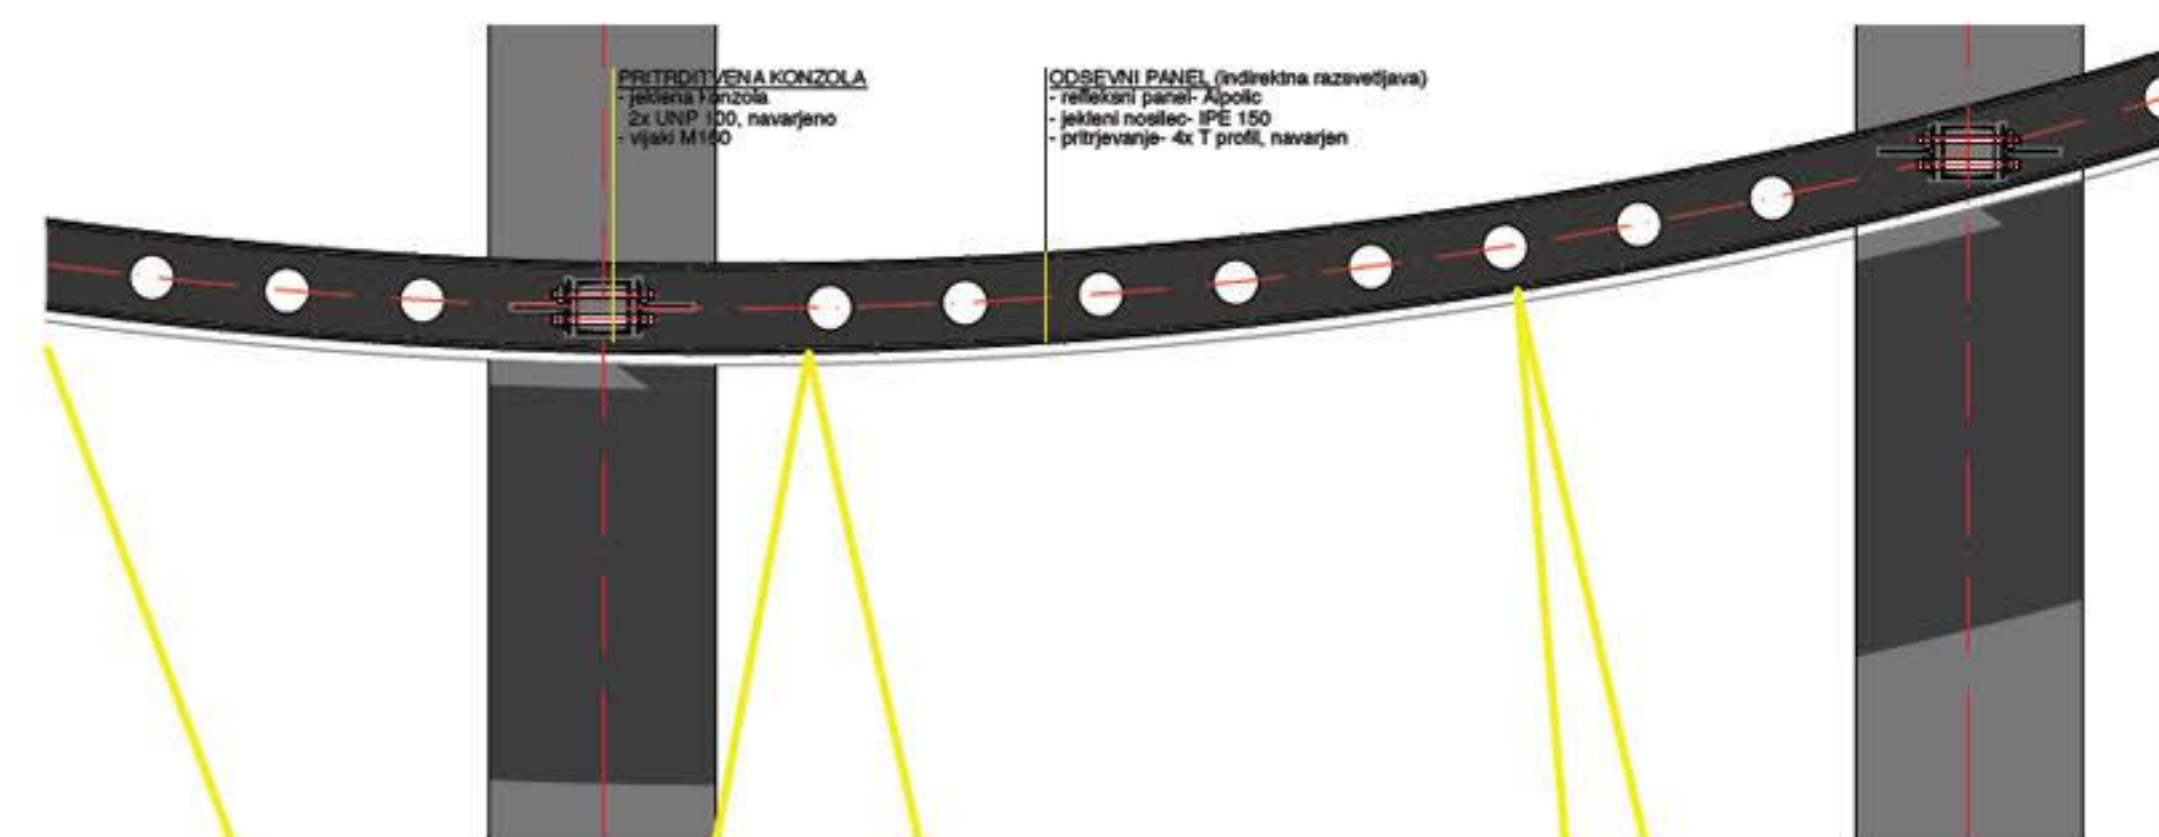 PRITRDITVENA KONZOLA
- jeklena konzola
2x UNP 100, navarjeno
- vijaki M160
ODSEVNI PANEL (indirektna razsvetljava)
- refleksni panel- Alpolic
- jekleni nosilec- IPE 150
- pritrjevanje- 4x T profil, navarjen